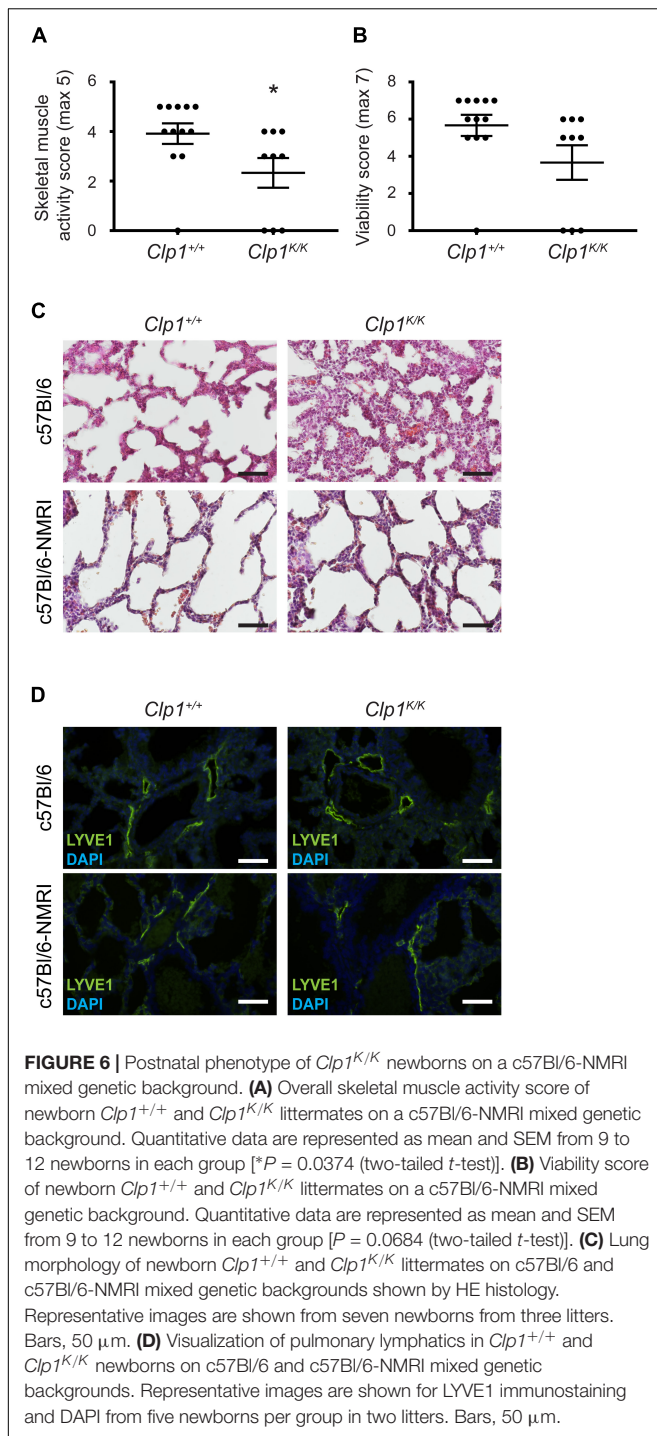 A
B
Skeletal muscle
activity score (max 5)
6
4
2
0
*
Clp1+/+
Clp1K/K
Viability score (max 7)
8
6
4
2
0
Clp1+/+
Clp1K/K
C
Clp1+/+
Clp1K/K
c57Bl/6
c57Bl/6-NMRI
D
Clp1+/+
Clp1K/K
c57Bl/6
LYVE1
DAPI
LYVE1
DAPI
c57Bl/6-NMRI
LYVE1
DAPI
LYVE1
DAPI
FIGURE 6 | Postnatal phenotype of Clp1K/K newborns on a c57Bl/6-NMRI
mixed genetic background. (A) Overall skeletal muscle activity score of
newborn Clp1+/+ and Clp1K/K littermates on a c57Bl/6-NMRI mixed genetic
background. Quantitative data are represented as mean and SEM from 9 to
12 newborns in each group [*P = 0.0374 (two-tailed t-test)]. (B) Viability score
of newborn Clp1+/+ and Clp1K/K littermates on a c57Bl/6-NMRI mixed
genetic background. Quantitative data are represented as mean and SEM
from 9 to 12 newborns in each group [P = 0.0684 (two-tailed t-test)]. (C) Lung
morphology of newborn Clp1+/+ and Clp1K/K littermates on c57Bl/6 and
c57Bl/6-NMRI mixed genetic backgrounds shown by HE histology.
Representative images are shown from seven newborns from three litters.
Bars, 50 μm. (D) Visualization of pulmonary lymphatics in Clp1+/+ and
Clp1K/K newborns on c57Bl/6 and c57Bl/6-NMRI mixed genetic
backgrounds. Representative images are shown for LYVE1 immunostaining
and DAPI from five newborns per group in two litters. Bars, 50 μm.